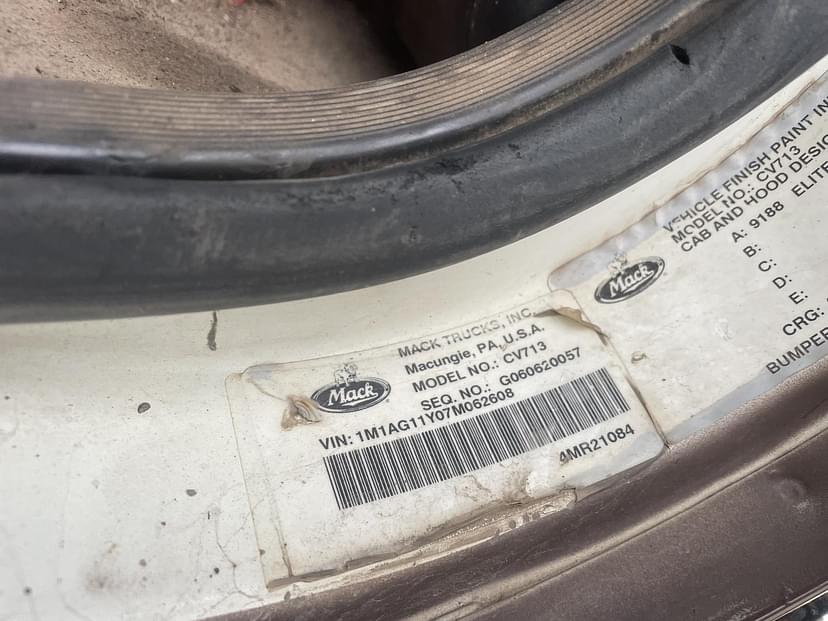 Mack
MACK TRUCKS, INC.
Macungie, PA, U.S.A.
MODEL NO.: CV713
SEQ. NO.: G060620057
VIN: 1M1AG11Y07M062608
4MR21084
Mack
VEHICLE FINISH PAINT
MODEL NO.: CV713
CAB AND HOOD
A: 9188 ELITE
B:
C:
D:
E:
CRG:
BUMPER